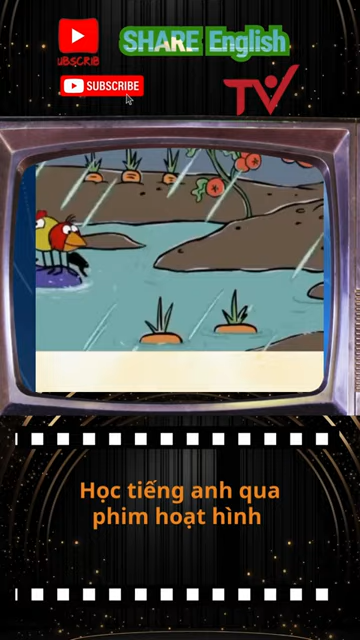 SHARE English
UBSCRIB
SUBSCRIBE
TV
Học tiếng anh qua
phim hoạt hình